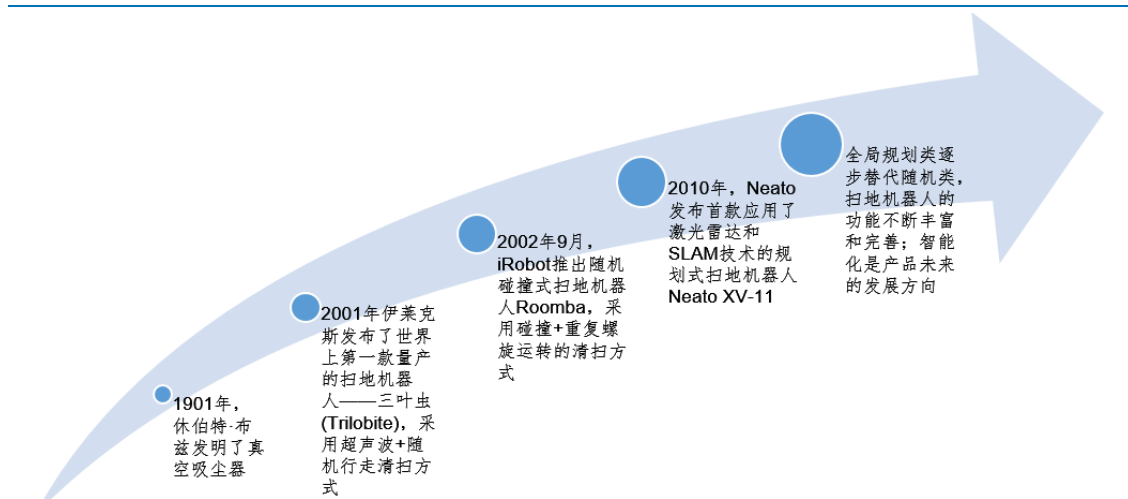 1901年，
休伯特·布
兹发明了真
空吸尘器
2001年伊莱克
斯发布了世界
上第一款量产
的扫地机器
人——三叶虫
(Trilobite)，采
用超声波+随
机行走清扫方
式
2002年9月，
iRobot推出随机
碰撞式扫地机器
人Roomba，采
用碰撞+重复螺
旋运转的清扫方
式
2010年，Neato
发布首款应用了
激光雷达和
SLAM技术的规
划式扫地机器人
Neato XV-11
全局规划类逐
步替代随机类，
扫地机器人的
功能不断丰富
和完善；智能
化是产品未来
的发展方向